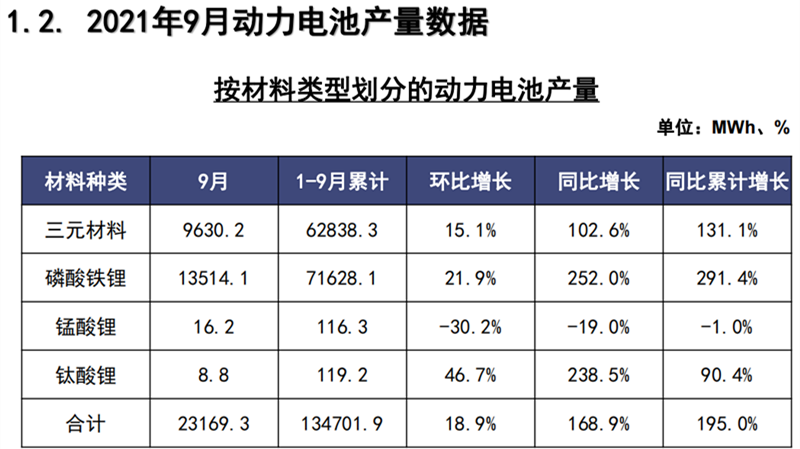 1.2. 2021年9月动力电池产量数据
按材料类型划分的动力电池产量
单位：MWh、%
材料种类 9月 1-9月累计 环比增长 同比增长 同比累计增长
三元材料 9630.2 62838.3 15.1% 102.6% 131.1%
磷酸铁锂 13514.1 71628.1 21.9% 252.0% 291.4%
锰酸锂 16.2 116.3 -30.2% -19.0% -1.0%
钛酸锂 8.8 119.2 46.7% 238.5% 90.4%
合计 23169.3 134701.9 18.9% 168.9% 195.0%